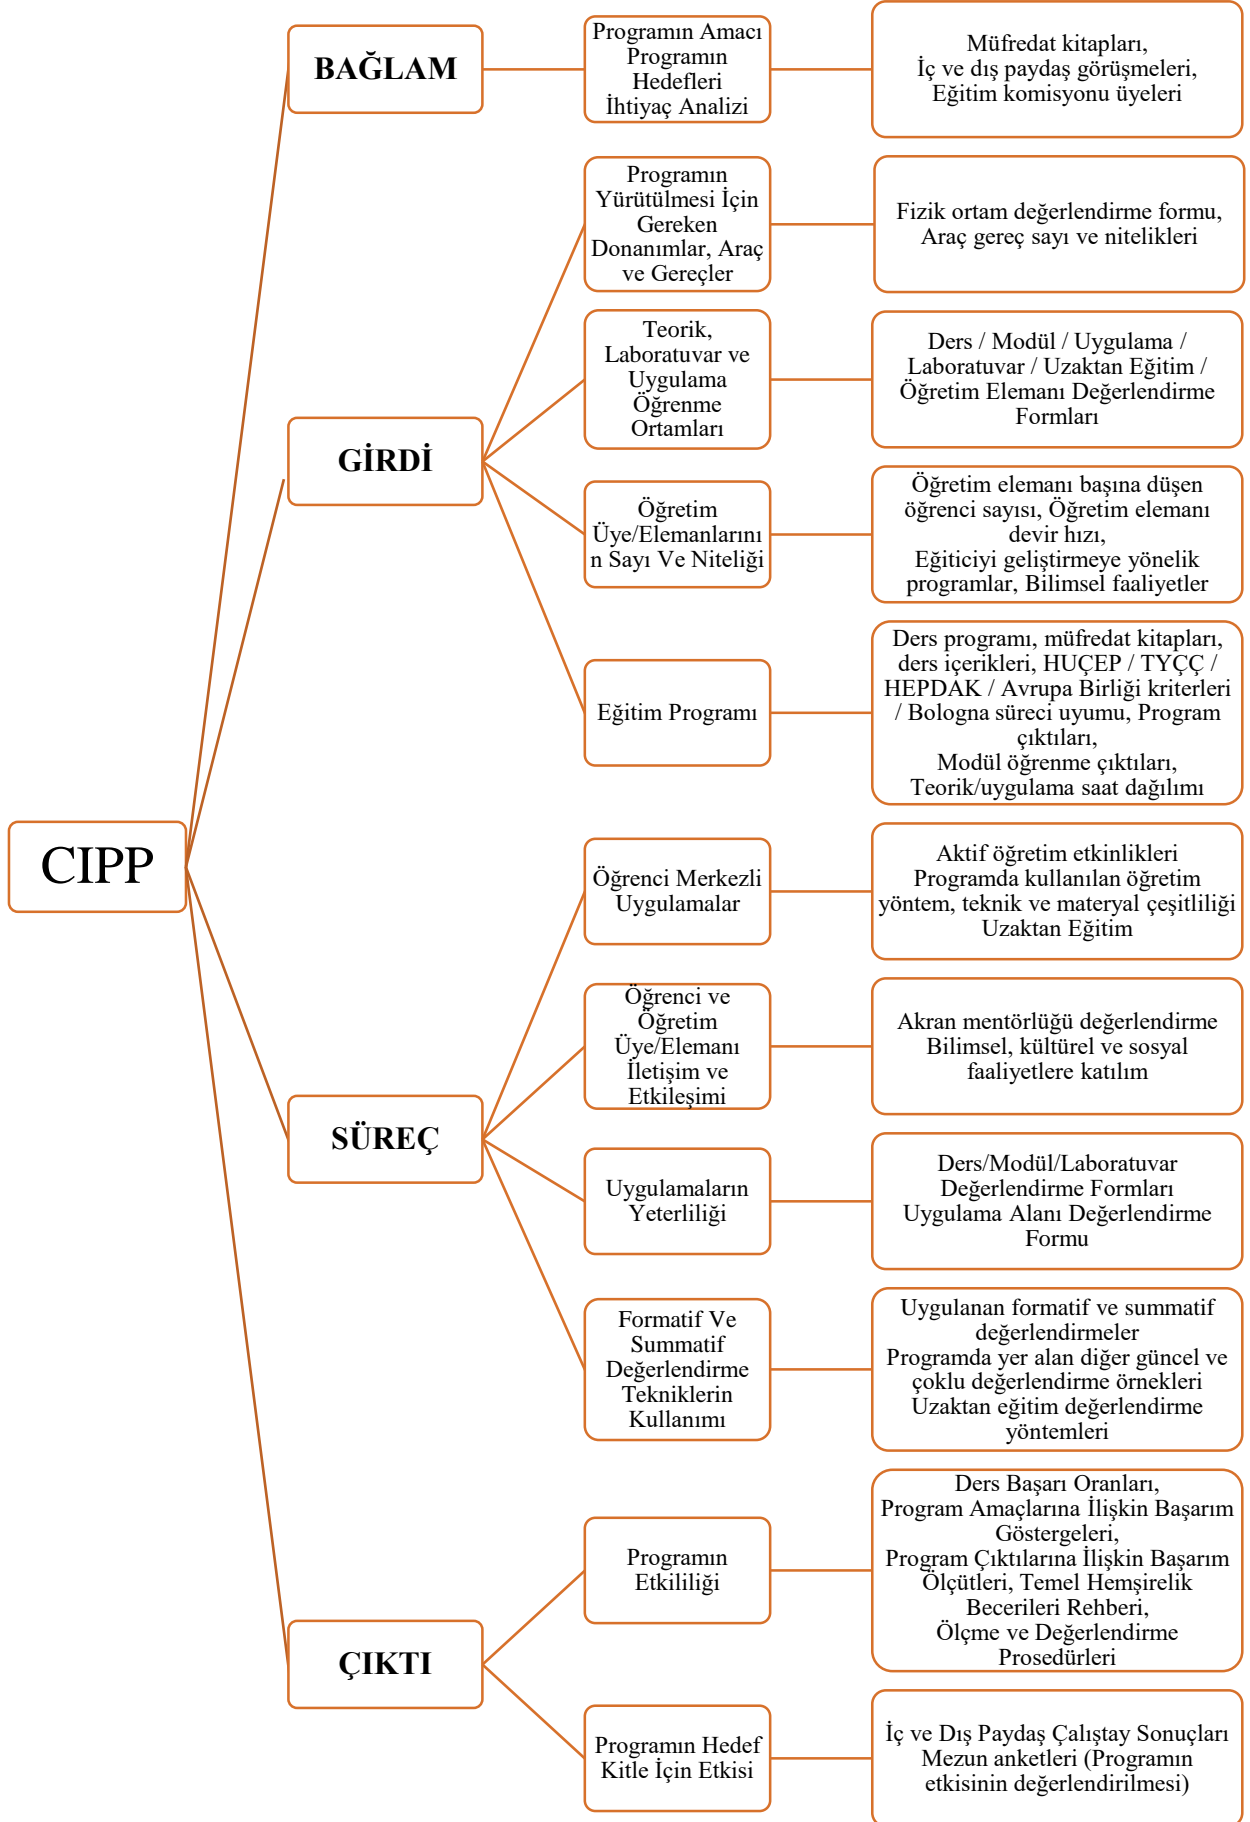 BAĞLAM
Programın Amacı
Programın
Hedefleri
İhtiyaç Analizi
Müfredat kitapları,
İç ve dış paydaş görüşmeleri,
Eğitim komisyonu üyeleri
Programın
Yürütülmesi İçin
Gereken
Donanımlar, Araç
ve Gereçler
Fizik ortam değerlendirme formu,
Araç gereç sayı ve nitelikleri
Teorik,
Laboratuvar ve
Uygulama
Öğrenme
Ortamları
Ders / Modül / Uygulama /
Laboratuvar / Uzaktan Eğitim /
Öğretim Elemanı Değerlendirme
Formları
GİRDİ
Öğretim
Üye/Elemanlarını
n Sayı Ve Niteliği
Öğretim elemanı başına düşen
öğrenci sayısı, Öğretim elemanı
devir hızı,
Eğiticiyi geliştirmeye yönelik
programlar, Bilimsel faaliyetler
Eğitim Programı
Ders programı, müfredat kitapları,
ders içerikleri, HUÇEP / TYÇÇ /
HEPDAK / Avrupa Birliği kriterleri
/ Bologna süreci uyumu, Program
çıktıları,
Modül öğrenme çıktıları,
Teorik/uygulama saat dağılımı
CIPP
Öğrenci Merkezli
Uygulamalar
Aktif öğretim etkinlikleri
Programda kullanılan öğretim
yöntem, teknik ve materyal çeşitliliği
Uzaktan Eğitim
Öğrenci ve
Öğretim
Üye/Elemanı
İletişim ve
Etkileşimi
Akran mentörlüğü değerlendirme
Bilimsel, kültürel ve sosyal
faaliyetlere katılım
SÜREÇ
Uygulamaların
Yeterliliği
Ders/Modül/Laboratuvar
Değerlendirme Formları
Uygulama Alanı Değerlendirme
Formu
Formatif Ve
Summatif
Değerlendirme
Tekniklerin
Kullanımı
Uygulanan formatif ve summatif
değerlendirmeler
Programda yer alan diğer güncel ve
çoklu değerlendirme örnekleri
Uzaktan eğitim değerlendirme
yöntemleri
Programın
Etkililiği
Ders Başarı Oranları,
Program Amaçlarına İlişkin Başarım
Göstergeleri,
Program Çıktılarına İlişkin Başarım
Ölçütleri, Temel Hemşirelik
Becerileri Rehberi,
Ölçme ve Değerlendirme
Prosedürleri
ÇIKTI
Programın Hedef
Kitle İçin Etkisi
İç ve Dış Paydaş Çalıştay Sonuçları
Mezun anketleri (Programın
etkisinin değerlendirilmesi)